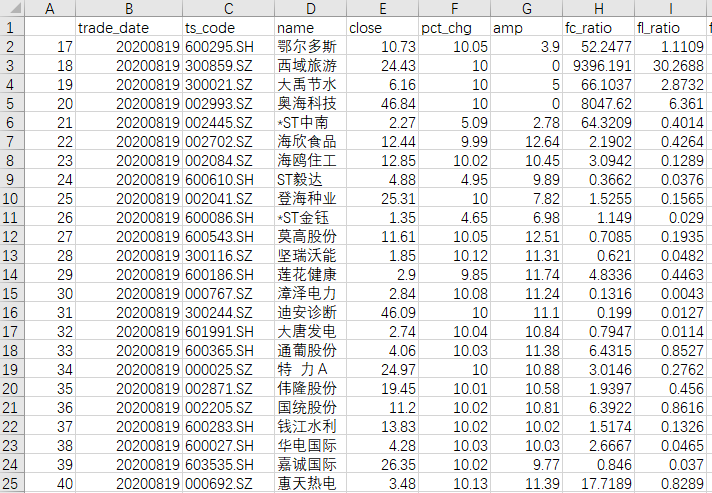 A B C D E F G H I
1 trade_date ts_code name close pct_chg amp fc_ratio fl_ratio
2 17 20200819 600295.SH 鄂尔多斯 10.73 10.05 3.9 52.2477 1.1109
3 18 20200819 300859.SZ 西域旅游 24.43 10 0 9396.191 30.2688
4 19 20200819 300021.SZ 大禹节水 6.16 10 5 66.1037 2.8732
5 20 20200819 002993.SZ 奥海科技 46.84 10 0 8047.62 6.361
6 21 20200819 002445.SZ *ST中南 2.27 5.09 2.78 64.3209 0.4014
7 22 20200819 002702.SZ 海欣食品 12.44 9.99 12.64 2.1902 0.4264
8 23 20200819 002084.SZ 海鸥住工 12.85 10.02 10.45 3.0942 0.1289
9 24 20200819 600610.SH ST毅达 4.88 4.95 9.89 0.3662 0.0376
10 25 20200819 002041.SZ 登海种业 25.31 10 7.82 1.5255 0.1565
11 26 20200819 600086.SH *ST金钰 1.35 4.65 6.98 1.149 0.029
12 27 20200819 600543.SH 莫高股份 11.61 10.05 12.51 0.7085 0.1935
13 28 20200819 300116.SZ 坚瑞沃能 1.85 10.12 11.31 0.621 0.0482
14 29 20200819 600186.SH 莲花健康 2.9 9.85 11.74 4.8336 0.4463
15 30 20200819 000767.SZ 漳泽电力 2.84 10.08 11.24 0.1316 0.0043
16 31 20200819 300244.SZ 迪安诊断 46.09 10 11.1 0.199 0.0127
17 32 20200819 601991.SH 大唐发电 2.74 10.04 10.84 0.7947 0.0114
18 33 20200819 600365.SH 通葡股份 4.06 10.03 11.38 6.4315 0.8527
19 34 20200819 000025.SZ 特 力Ａ 24.97 10 10.88 3.0146 0.2762
20 35 20200819 002871.SZ 伟隆股份 19.45 10.01 10.58 1.9397 0.456
21 36 20200819 002205.SZ 国统股份 11.2 10.02 10.81 6.3922 0.8616
22 37 20200819 600283.SH 钱江水利 13.83 10.02 10.02 1.5174 0.1326
23 38 20200819 600027.SH 华电国际 4.28 10.03 10.03 2.6667 0.0465
24 39 20200819 603535.SH 嘉诚国际 26.35 10.02 9.77 0.846 0.037
25 40 20200819 000692.SZ 惠天热电 3.48 10.13 11.39 17.7189 0.8289